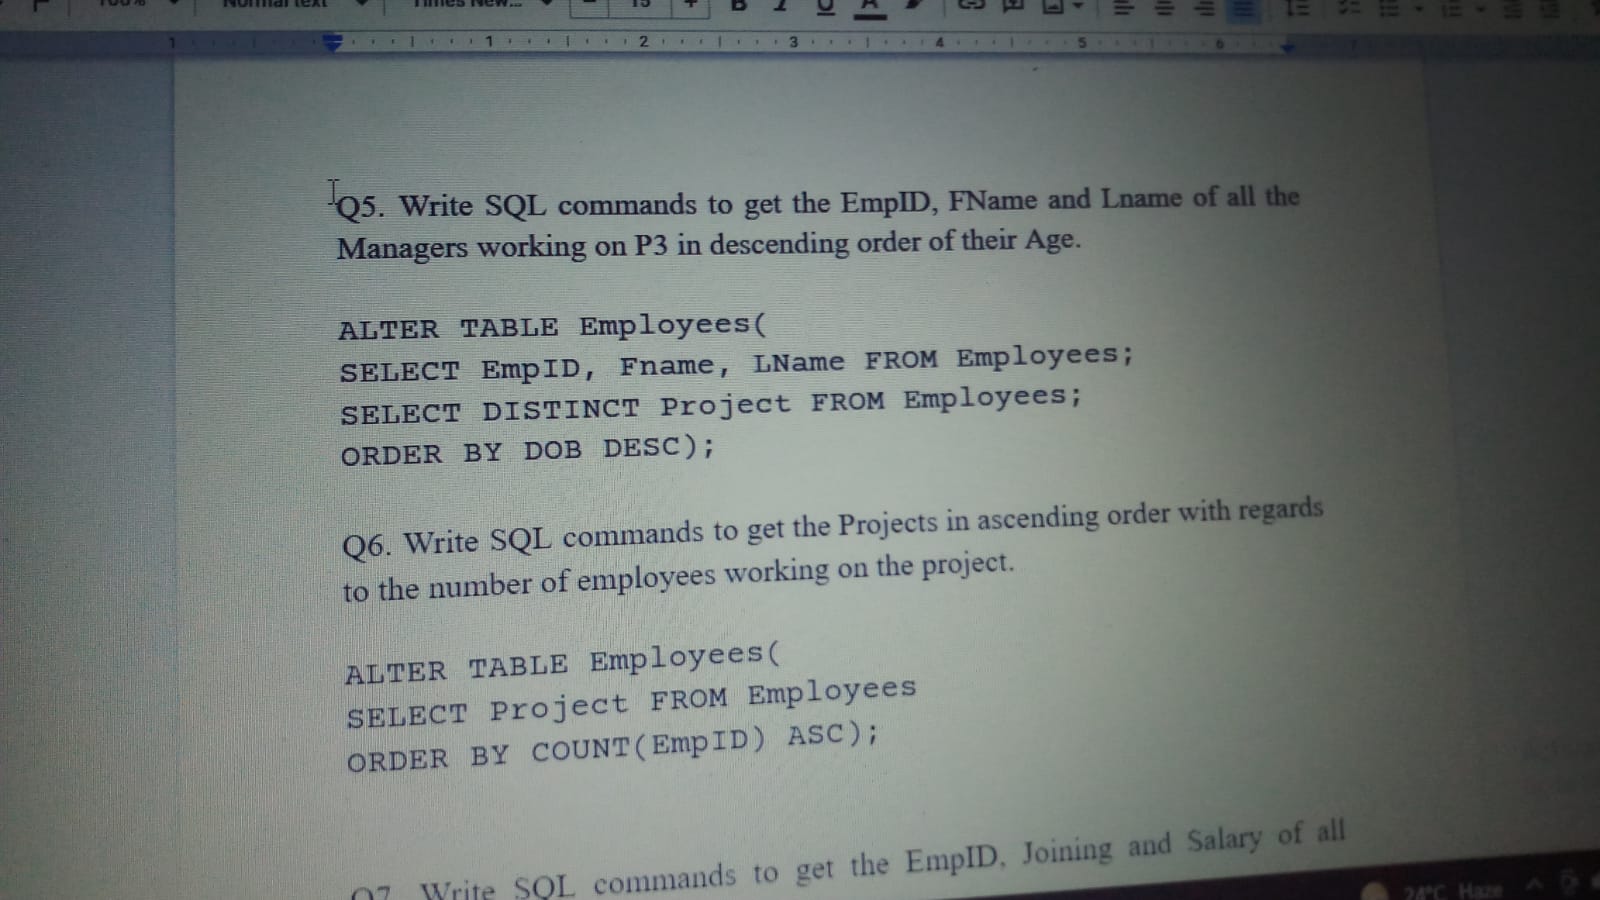 Normal text Times New... 15 + B I U A
1 1 2 3 4 5 6
Q5. Write SQL commands to get the EmpID, FName and Lname of all the
Managers working on P3 in descending order of their Age.
ALTER TABLE Employees(
SELECT EmpID, Fname, LName FROM Employees;
SELECT DISTINCT Project FROM Employees;
ORDER BY DOB DESC);
Q6. Write SQL commands to get the Projects in ascending order with regards
to the number of employees working on the project.
ALTER TABLE Employees(
SELECT Project FROM Employees
ORDER BY COUNT(EmpID) ASC);
Q7. Write SQL commands to get the EmpID, Joining and Salary of all
24°C Haze